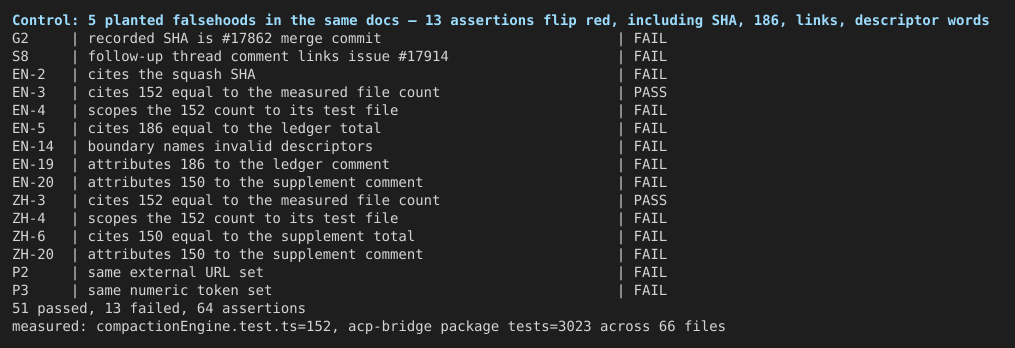 Control: 5 planted falsehoods in the same docs — 13 assertions flip red, including SHA, 186, links, descriptor words
G2 | recorded SHA is #17862 merge commit | FAIL
S8 | follow-up thread comment links issue #17914 | FAIL
EN-2 | cites the squash SHA | FAIL
EN-3 | cites 152 equal to the measured file count | PASS
EN-4 | scopes the 152 count to its test file | FAIL
EN-5 | cites 186 equal to the ledger total | FAIL
EN-14 | boundary names invalid descriptors | FAIL
EN-19 | attributes 186 to the ledger comment | FAIL
EN-20 | attributes 150 to the supplement comment | FAIL
ZH-3 | cites 152 equal to the measured file count | PASS
ZH-4 | scopes the 152 count to its test file | FAIL
ZH-6 | cites 150 equal to the supplement total | FAIL
ZH-20 | attributes 150 to the supplement comment | FAIL
P2 | same external URL set | FAIL
P3 | same numeric token set | FAIL
51 passed, 13 failed, 64 assertions
measured: compactionEngine.test.ts=152, acp-bridge package tests=3023 across 66 files